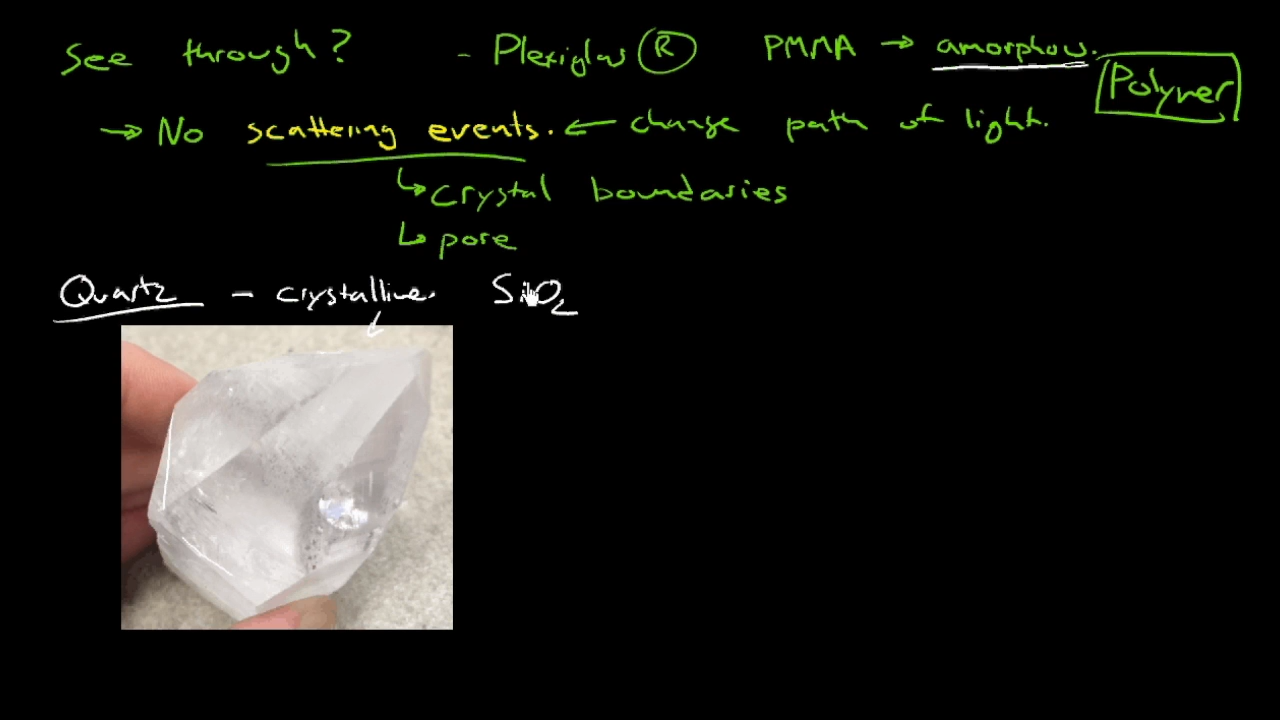 See through? - Plexiglas ® PMMA → amorphous.
Polymer
→ No scattering events. ← change path of light.
↳ crystal boundaries
↳ pore
Quartz - crystalline. SiO2